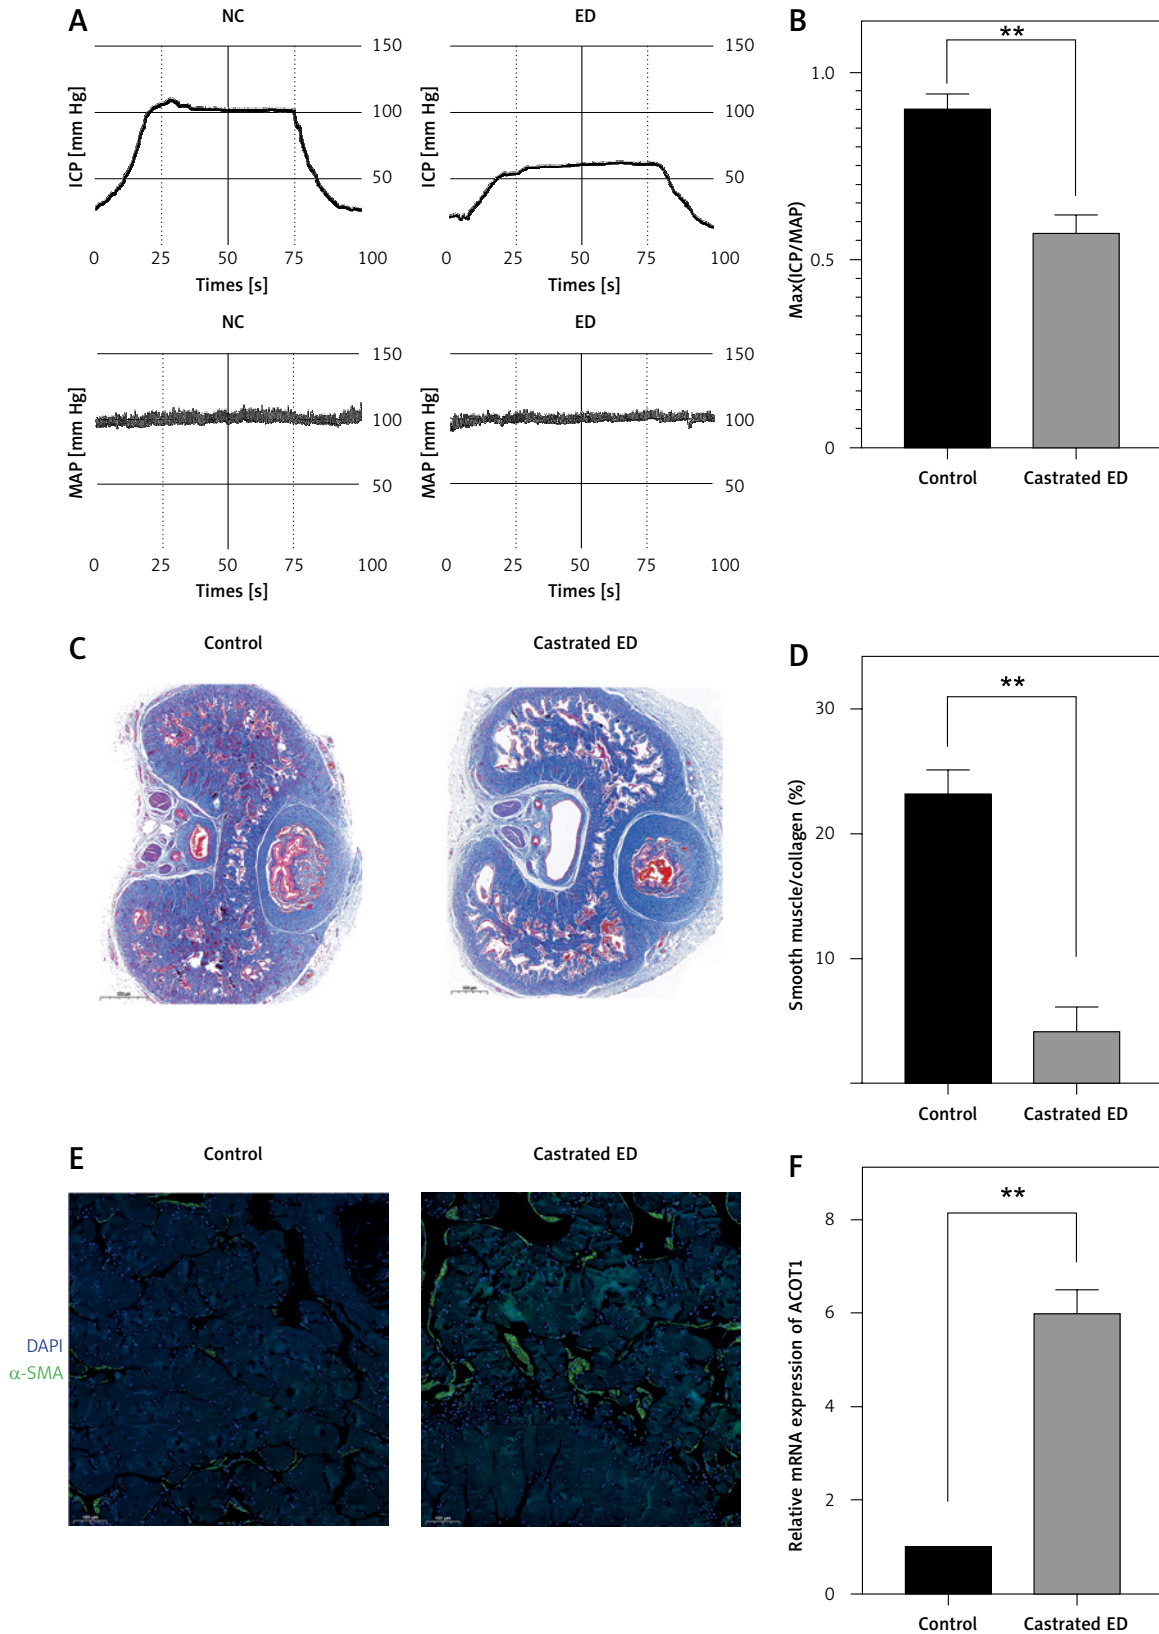 A
NC
ED
150
100
50
ICP [mm Hg]
0 25 50 75 100
Times [s]
150
100
50
ICP [mm Hg]
0 25 50 75 100
Times [s]
NC
ED
150
100
50
MAP [mm Hg]
0 25 50 75 100
Times [s]
150
100
50
MAP [mm Hg]
0 25 50 75 100
Times [s]
B
**
1.0
0.5
0
Max(ICP/MAP)
Control
Castrated ED
C
Control
Castrated ED
D
**
30
20
10
Smooth muscle/collagen (%)
Control
Castrated ED
E
Control
Castrated ED
DAPI
α-SMA
F
**
8
6
4
2
0
Relative mRNA expression of ACOT1
Control
Castrated ED